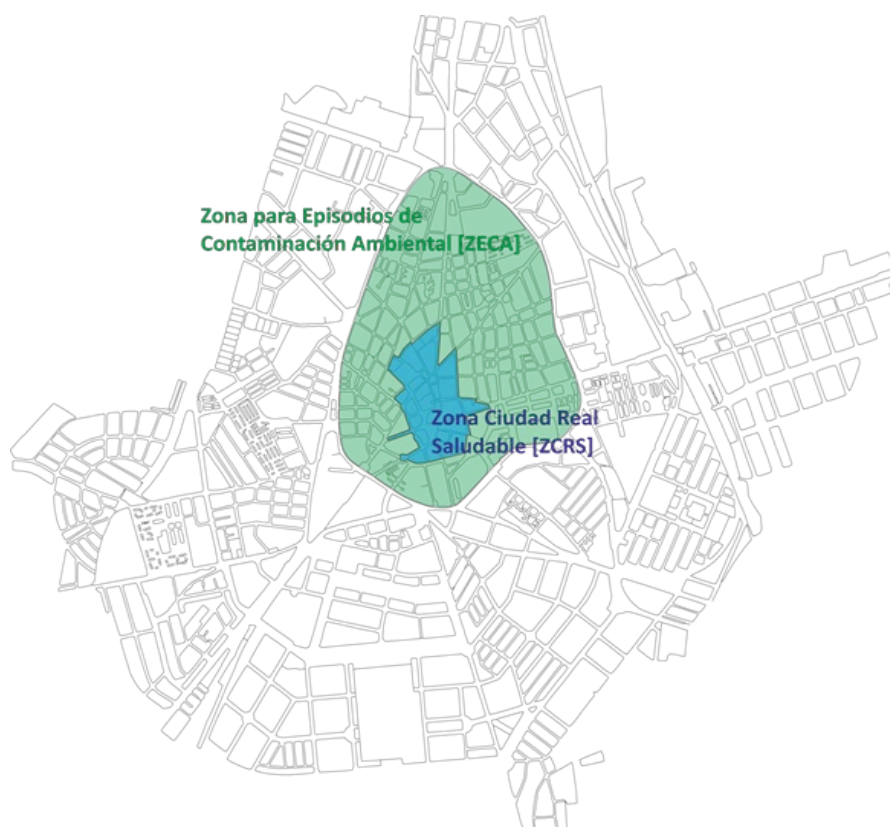 Zona para Episodios de
Contaminación Ambiental [ZECA]
Zona Ciudad Real
Saludable [ZCRS]